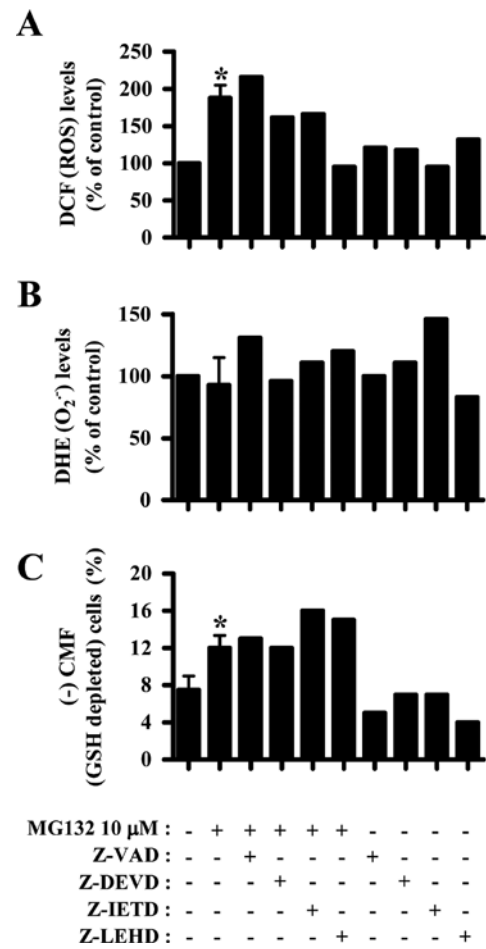 A
DCF (ROS) levels
(% of control)
250
200
150
100
50
0
*
B
DHE (O₂⁻) levels
(% of control)
150
100
50
0
C
(-) CMF
(GSH depleted) cells (%)
20
16
12
8
4
0
*
MG132 10 µM : - + + + + + - - - -
Z-VAD : - - + - - - + - - -
Z-DEVD : - - - + - - - + - -
Z-IETD : - - - - + - - - + -
Z-LEHD : - - - - - + - - - +